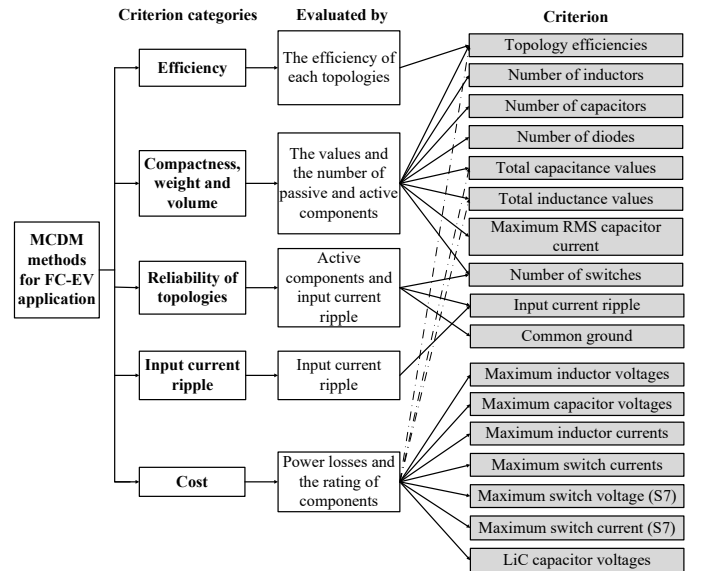 Criterion categories
Evaluated by
Criterion
MCDM
methods
for FC-EV
application
Efficiency
Compactness,
weight and
volume
Reliability of
topologies
Input current
ripple
Cost
The efficiency of
each topologies
The values and
the number of
passive and active
components
Active
components and
input current
ripple
Input current
ripple
Power losses and
the rating of
components
Topology efficiencies
Number of inductors
Number of capacitors
Number of diodes
Total capacitance values
Total inductance values
Maximum RMS capacitor
current
Number of switches
Input current ripple
Common ground
Maximum inductor voltages
Maximum capacitor voltages
Maximum inductor currents
Maximum switch currents
Maximum switch voltage (S7)
Maximum switch current (S7)
LiC capacitor voltages